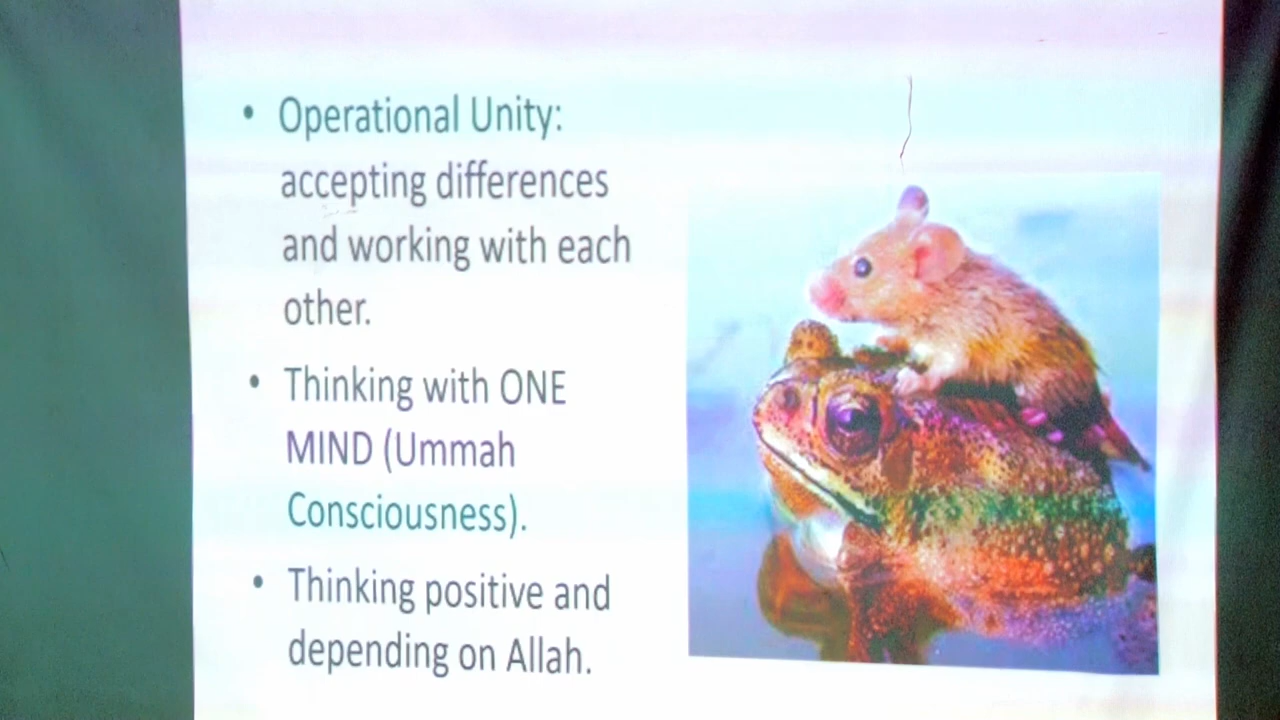 • Operational Unity:
accepting differences
and working with each
other.
• Thinking with ONE
MIND (Ummah
Consciousness).
• Thinking positive and
depending on Allah.